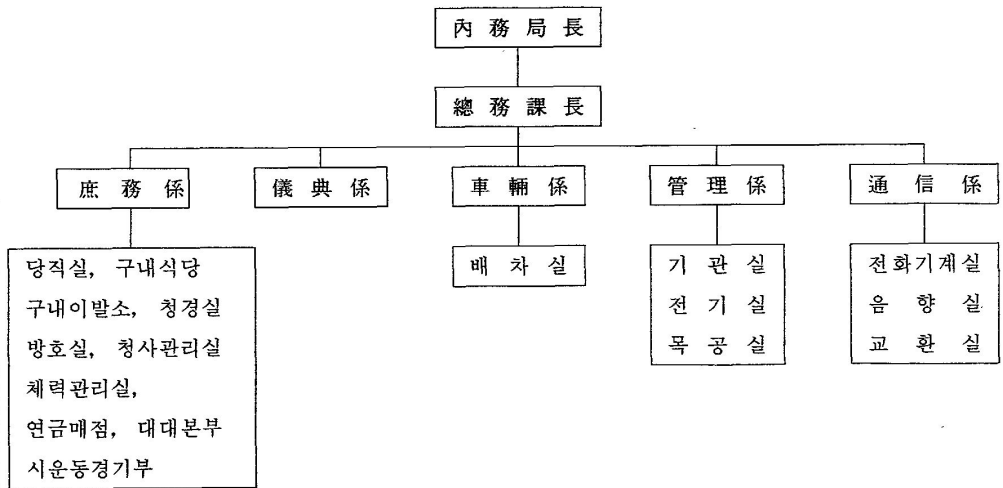 內務局長
總務課長
庶務係
儀典係
車輛係
管理係
通信係
당직실, 구내식당
구내이발소, 청경실
방호실, 청사관리실
체력관리실,
연금매점, 대대본부
시운동경기부
배차실
기관실
전기실
목공실
전화기계실
음향실
교환실